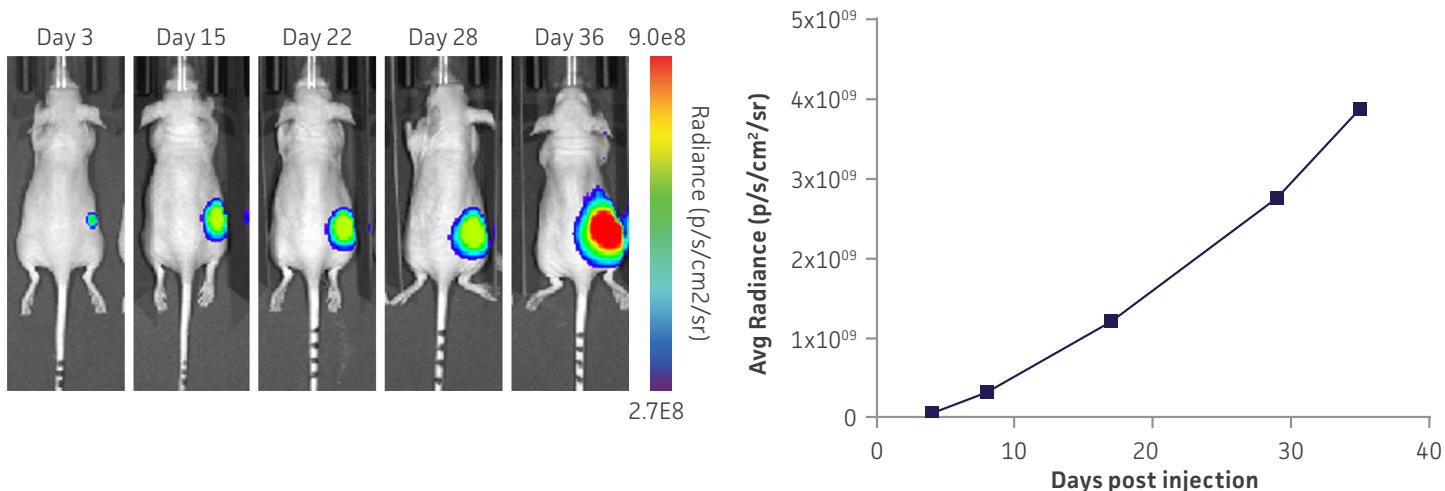 Day 3 Day 15 Day 22 Day 28 Day 36 9.0e8
Radiance (p/s/cm2/sr)
2.7E8
Avg Radiance (p/s/cm²/sr)
5x10⁰⁹
4x10⁰⁹
3x10⁰⁹
2x10⁰⁹
1x10⁰⁹
0
0 10 20 30 40
Days post injection